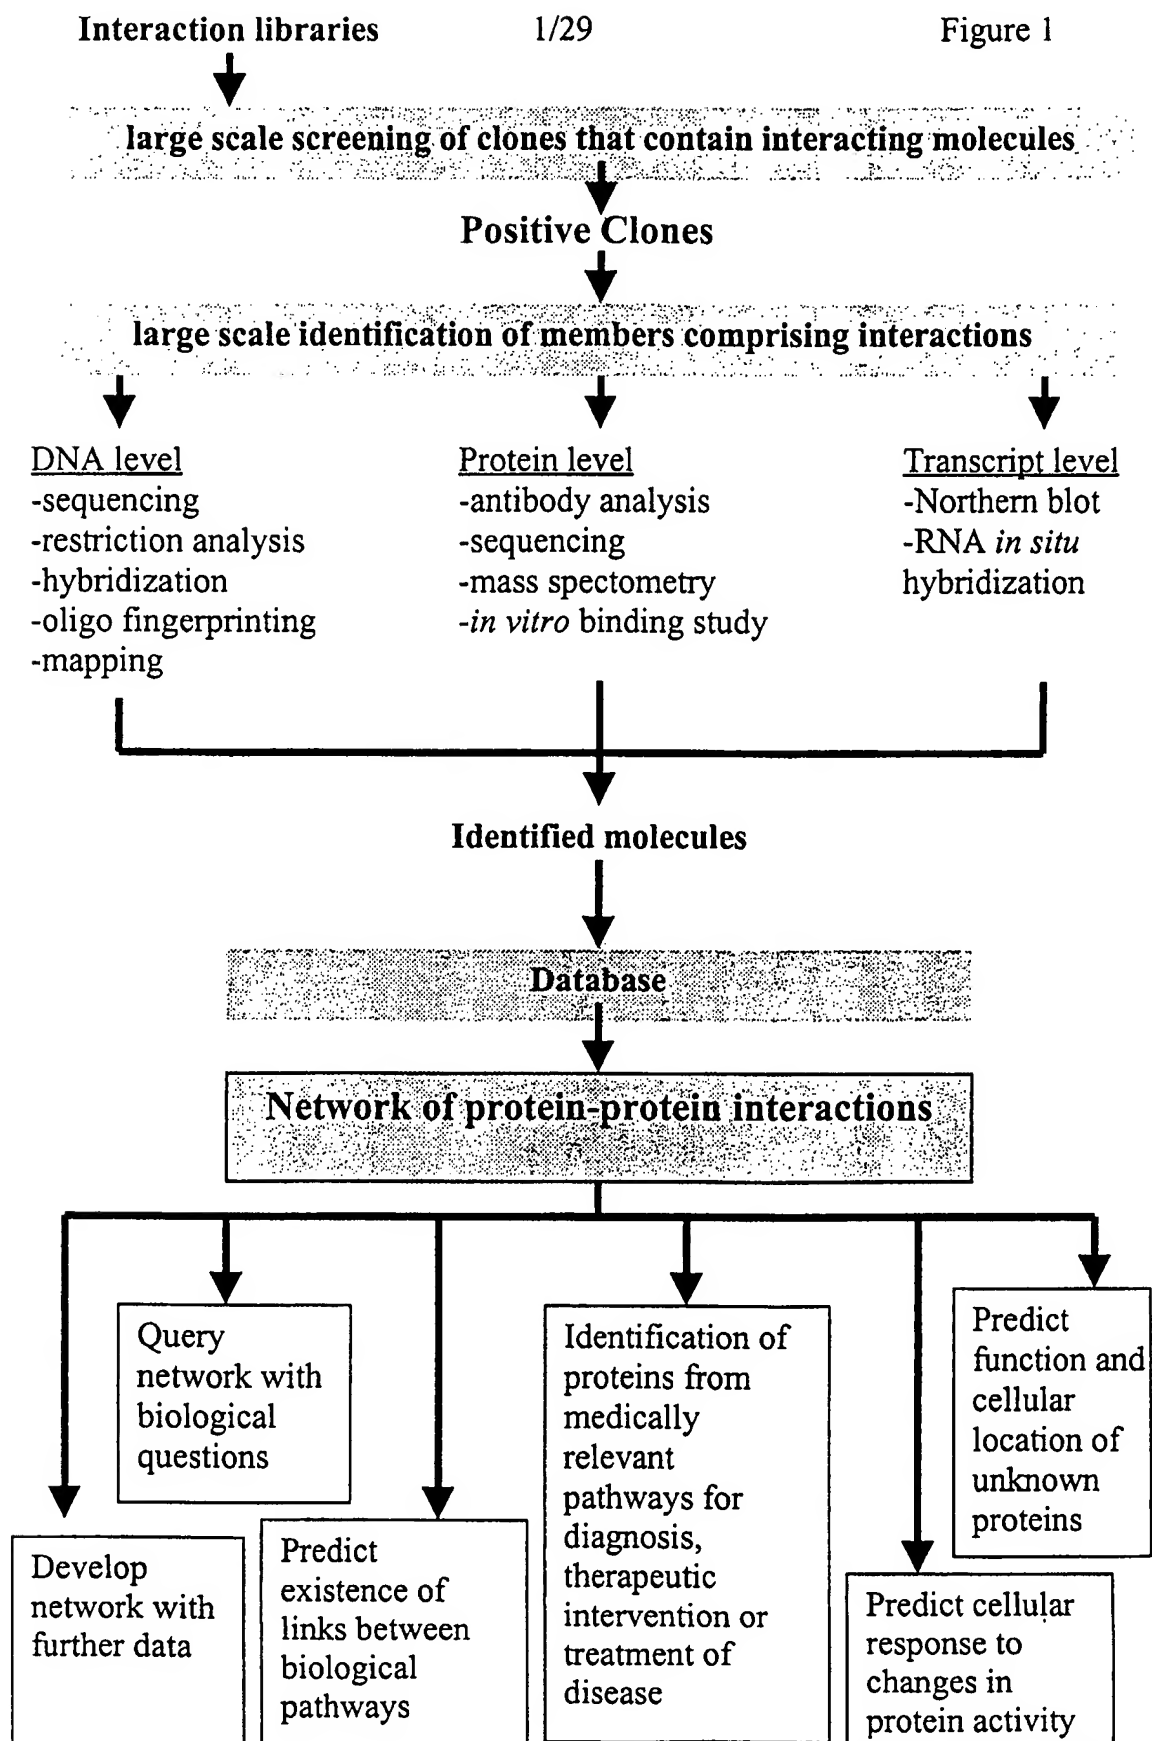 Interaction libraries
1/29
Figure 1
large scale screening of clones that contain interacting molecules
Positive Clones
large scale identification of members comprising interactions
DNA level
-sequencing
-restriction analysis
-hybridization
-oligo fingerprinting
-mapping
Protein level
-antibody analysis
-sequencing
-mass spectometry
-in vitro binding study
Transcript level
-Northern blot
-RNA in situ
hybridization
Identified molecules
Database
Network of protein-protein interactions
Develop
network with
further data
Query
network with
biological
questions
Predict
existence of
links between
biological
pathways
Identification of
proteins from
medically
relevant
pathways for
diagnosis,
therapeutic
intervention or
treatment of
disease
Predict cellular
response to
changes in
protein activity
Predict
function and
cellular
location of
unknown
proteins